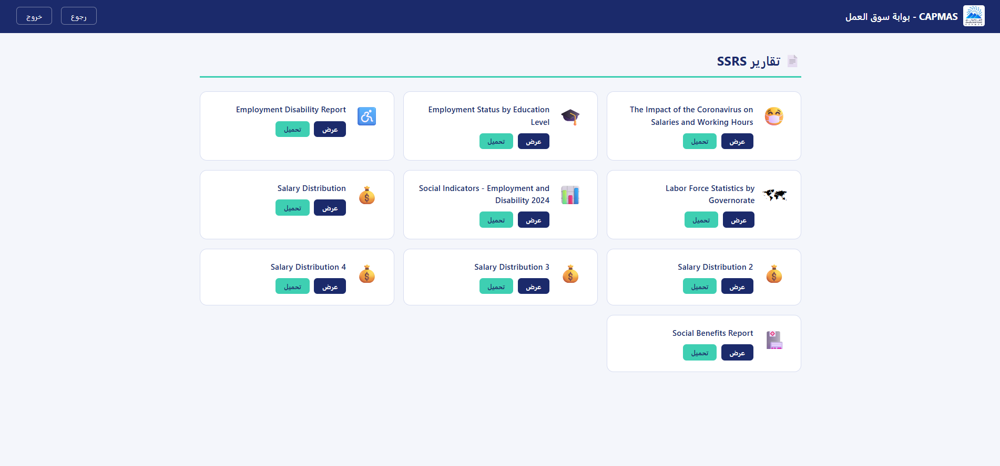 CAPMAS - بوابة سوق العمل
رجوع
خروج
تقارير SSRS
The Impact of the Coronavirus on
Salaries and Working Hours
عرض
تحميل
Employment Status by Education
Level
عرض
تحميل
Employment Disability Report
عرض
تحميل
Labor Force Statistics by
Governorate
عرض
تحميل
Social Indicators - Employment and
Disability 2024
عرض
تحميل
Salary Distribution
عرض
تحميل
Salary Distribution 2
عرض
تحميل
Salary Distribution 3
عرض
تحميل
Salary Distribution 4
عرض
تحميل
Social Benefits Report
عرض
تحميل